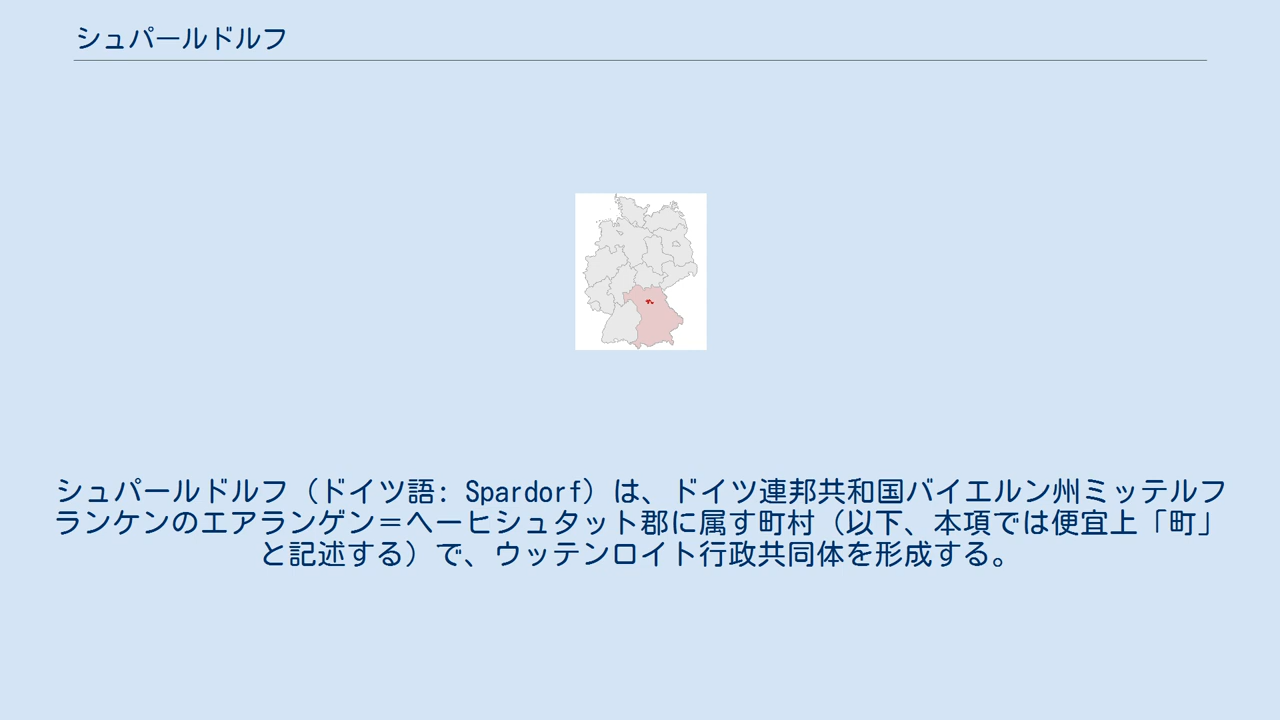 シュパールドルフ
シュパールドルフ（ドイツ語: Spardorf）は、ドイツ連邦共和国バイエルン州ミッテルフ
ランケンのエアランゲン＝ヘーヒシュタット郡に属す町村（以下、本項では便宜上「町」
と記述する）で、ウッテンロイト行政共同体を形成する。